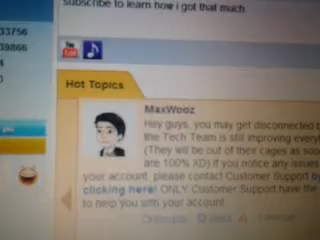 subscribe to learn how i got that much
33756
39866
4
Hot Topics
MaxWooz
Hey guys, you may get disconnected
the Tech Team is still improving every
(They will be out of their cages as soo
are 100% XD) if you notice any issues
your account, please contact Customer Support b
clicking here! ONLY Customer Support have the
to help you with your account